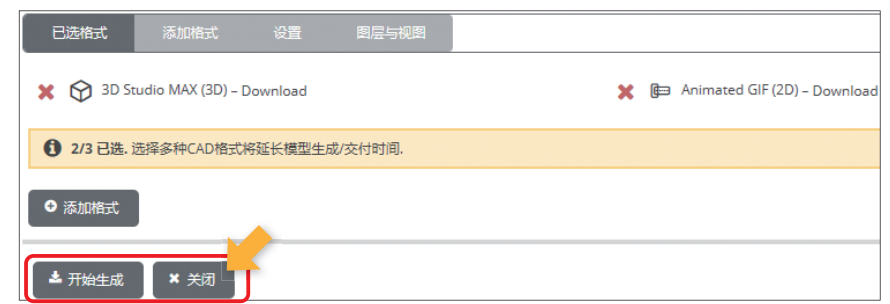 已选格式 添加格式 设置 图层与视图
3D Studio MAX (3D) – Download Animated GIF (2D) – Download
2/3 已选. 选择多种CAD格式将延长模型生成/交付时间.
添加格式
开始生成 关闭